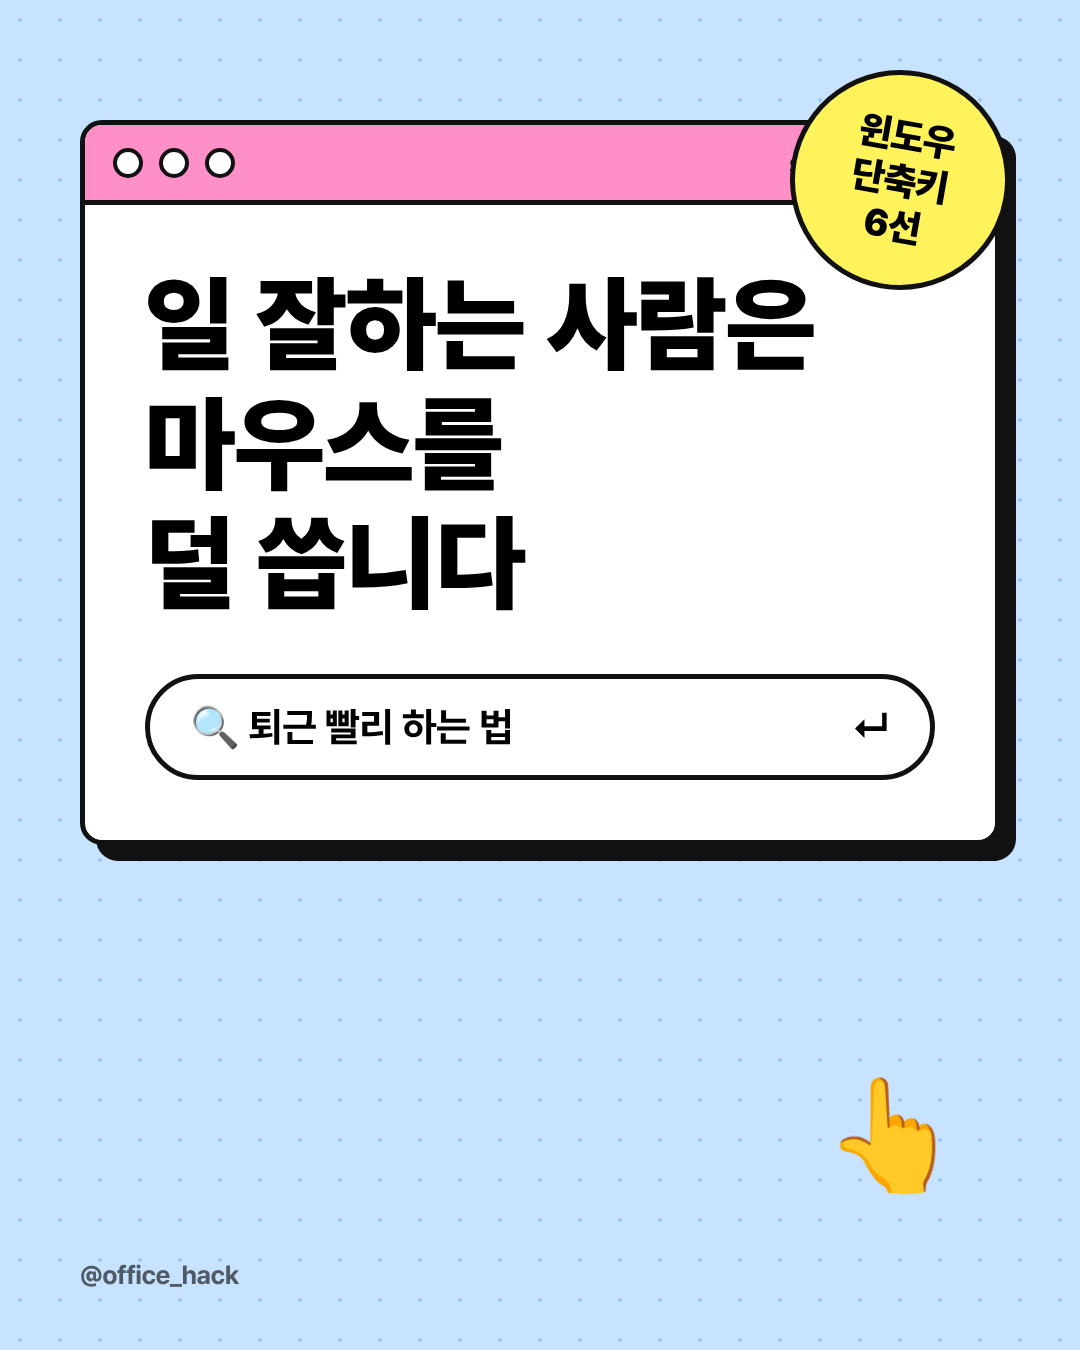 윈도우
단축키
6선
일 잘하는 사람은
마우스를
덜 씁니다
🔍 퇴근 빨리 하는 법 ↵
@office_hack